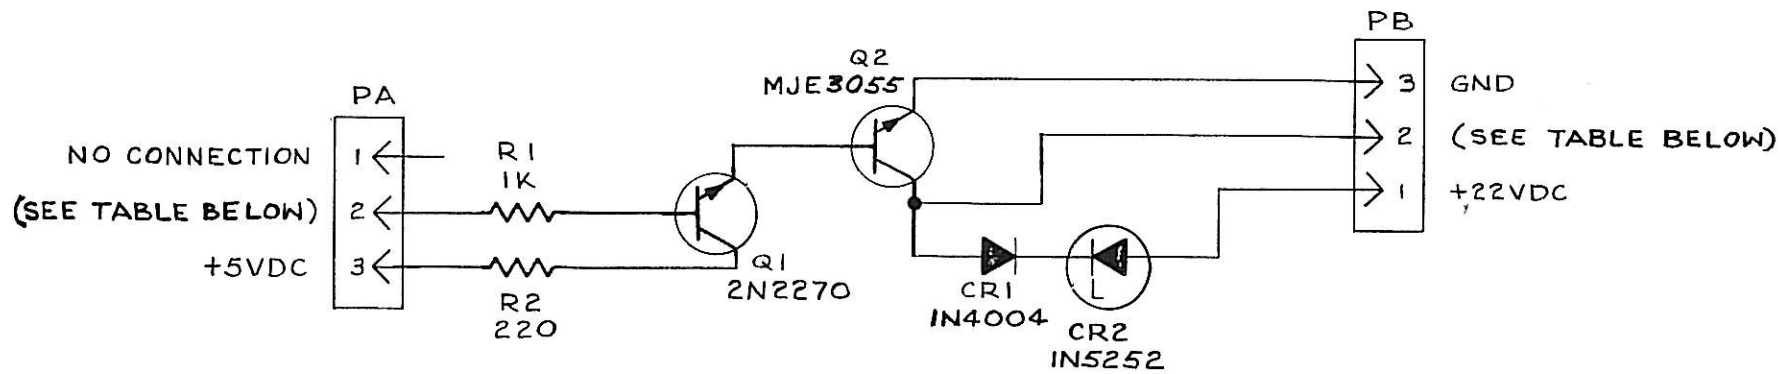 PB
Q2
MJE3055
3 GND
PA
2 (SEE TABLE BELOW)
NO CONNECTION 1
R1
1K
1 +22VDC
(SEE TABLE BELOW) 2
+5VDC 3
Q1
2N2270
R2
220
CR1
1N4004
L
CR2
1N5252